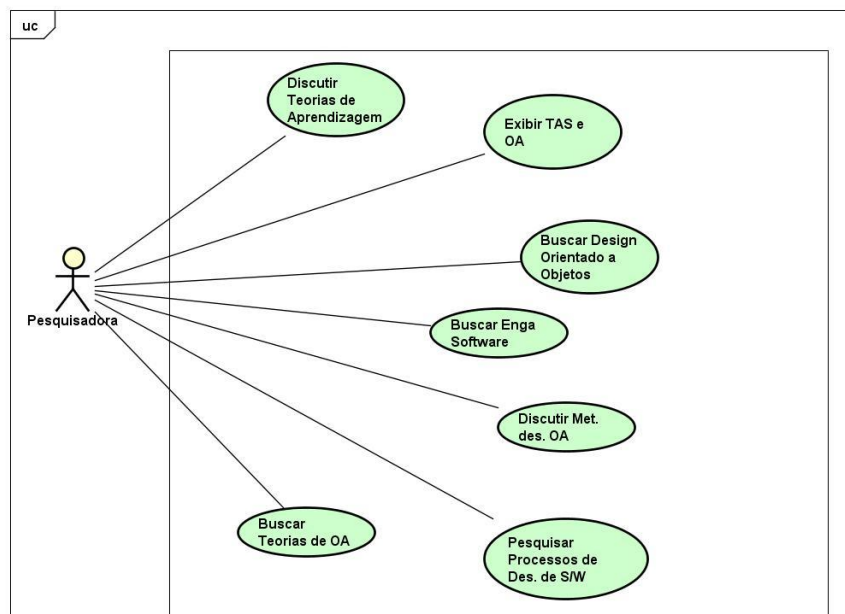 uc
Discutir
Teorias de
Aprendizagem
Exibir TAS e
OA
Buscar Design
Orientado a
Objetos
Pesquisadora
Buscar Enga
Software
Discutir Met.
des. OA
Buscar
Teorias de OA
Pesquisar
Processos de
Des. de S/W